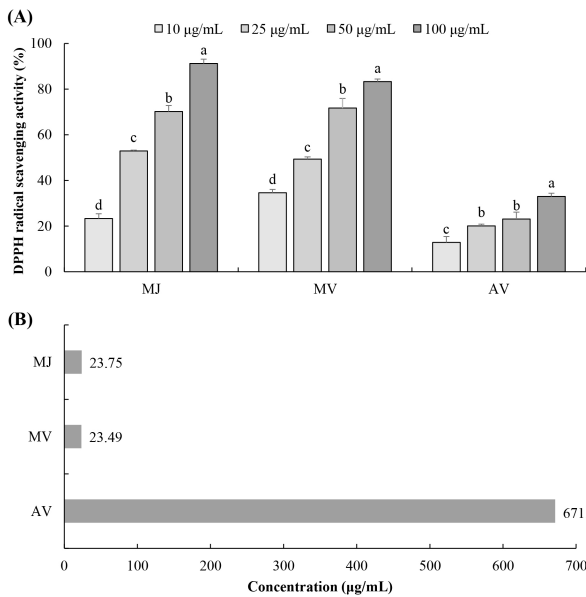 (A)
10 μg/mL 25 μg/mL 50 μg/mL 100 μg/mL
DPPH radical scavenging activity (%)
100
80
60
40
20
0
d c b a
d c b a
c b b a
MJ MV AV
(B)
MJ 23.75
MV 23.49
AV 671
0 100 200 300 400 500 600 700
Concentration (μg/mL)